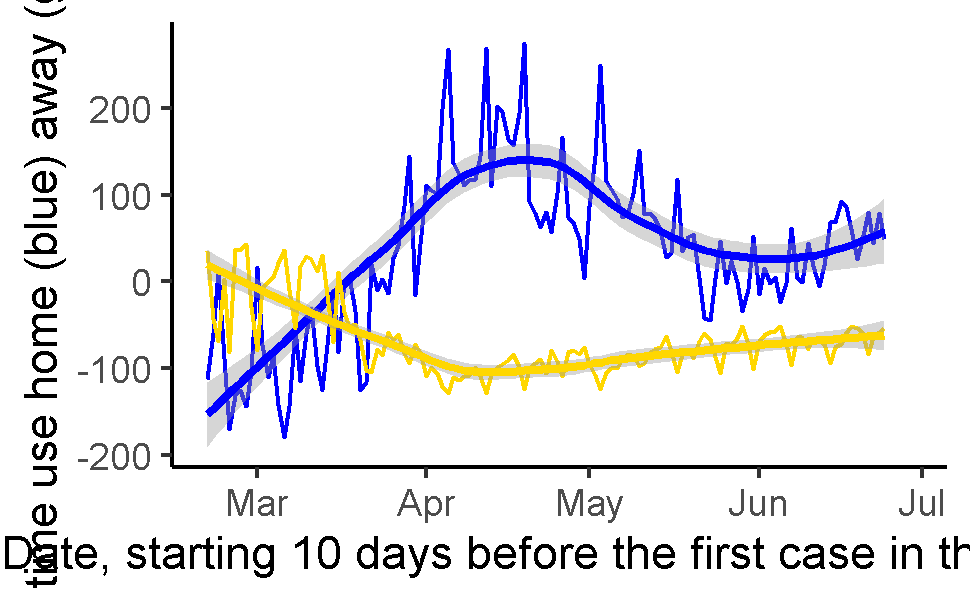 time use home (blue) away (
200
100
0
-100
-200
Mar Apr May Jun Jul
Date, starting 10 days before the first case in th